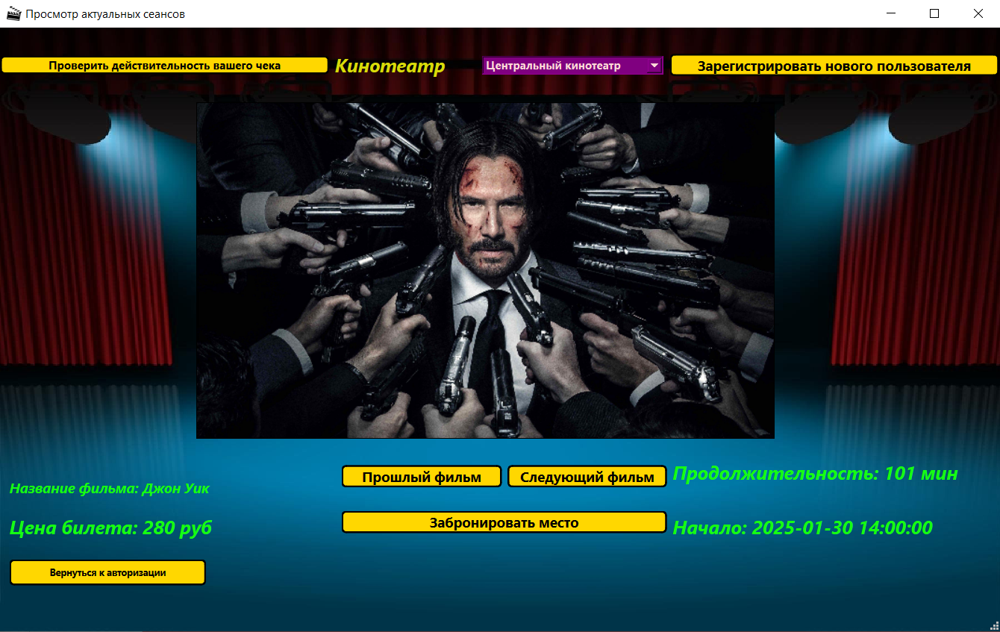 Просмотр актуальных сеансов
Проверить действительность вашего чека
Кинотеатр
Центральный кинотеатр
Зарегистрировать нового пользователя
Прошлый фильм
Следующий фильм
Продолжительность: 101 мин
Название фильма: Джон Уик
Забронировать место
Цена билета: 280 руб
Начало: 2025-01-30 14:00:00
Вернуться к авторизации